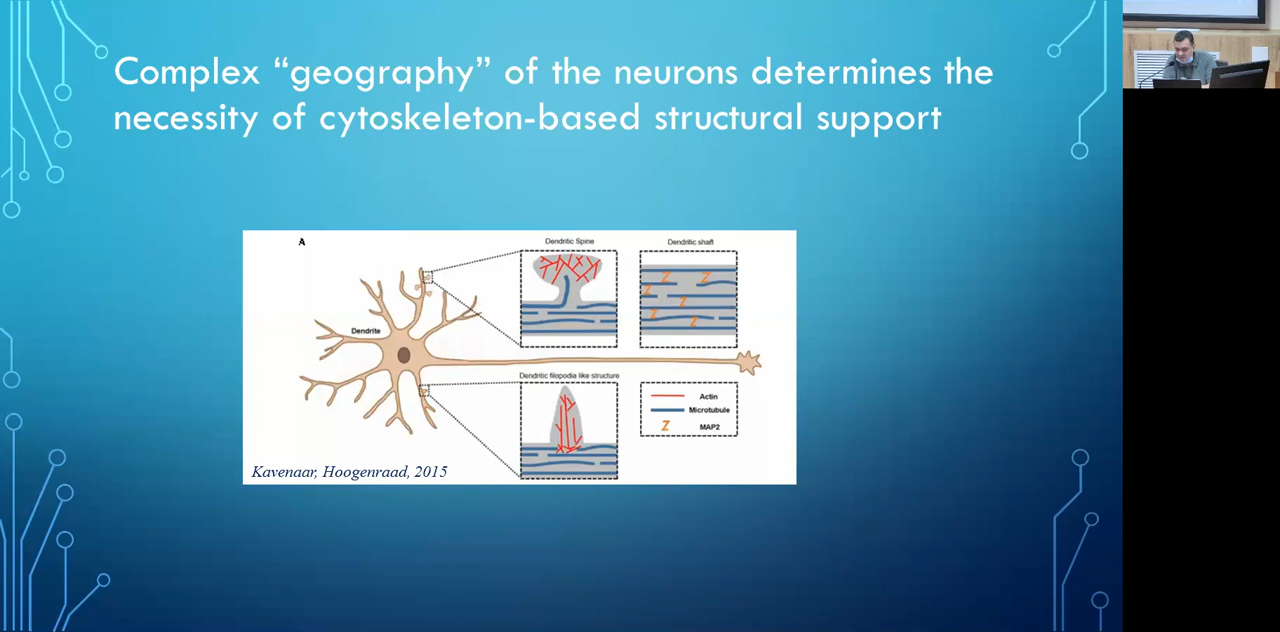 Complex “geography” of the neurons determines the
necessity of cytoskeleton-based structural support
A
Dendritic Spine
Dendrilic shaft
Dendrite
Dendritic filopodia like structure
Actin
Microtubule
MAP2
Kavenaar, Hoogenraad, 2015